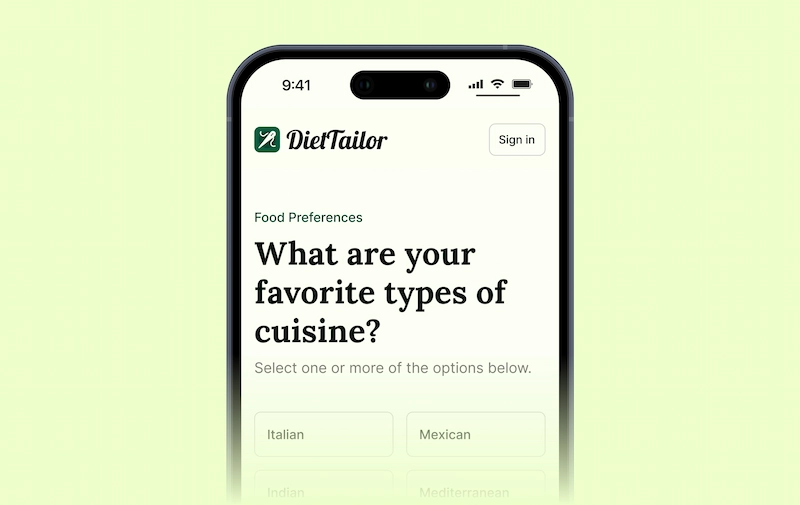 9:41
DietTailor
Sign in
Food Preferences
What are your
favorite types of
cuisine?
Select one or more of the options below.
Italian
Mexican
Indian
Mediterranean